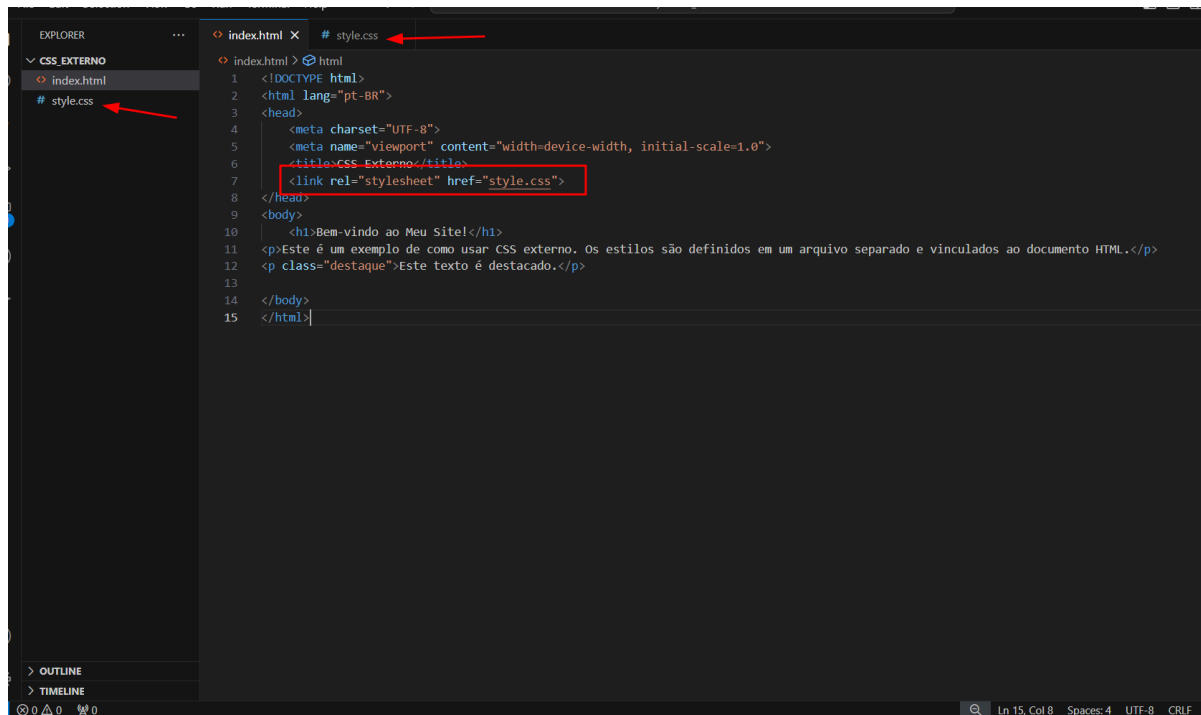 EXPLORER
CSS_EXTERNO
index.html
# style.css
OUTLINE
TIMELINE
index.html
# style.css
index.html > html
1 <!DOCTYPE html>
2 <html lang="pt-BR">
3 <head>
4 <meta charset="UTF-8">
5 <meta name="viewport" content="width=device-width, initial-scale=1.0">
6 <title>CSS Externo</title>
7 <link rel="stylesheet" href="style.css">
8 </head>
9 <body>
10 <h1>Bem-vindo ao Meu Site!</h1>
11 <p>Este é um exemplo de como usar CSS externo. Os estilos são definidos em um arquivo separado e vinculados ao documento HTML.</p>
12 <p class="destaque">Este texto é destacado.</p>
13
14 </body>
15 </html>
0 0 0 Ln 15, Col 8 Spaces: 4 UTF-8 CRLF